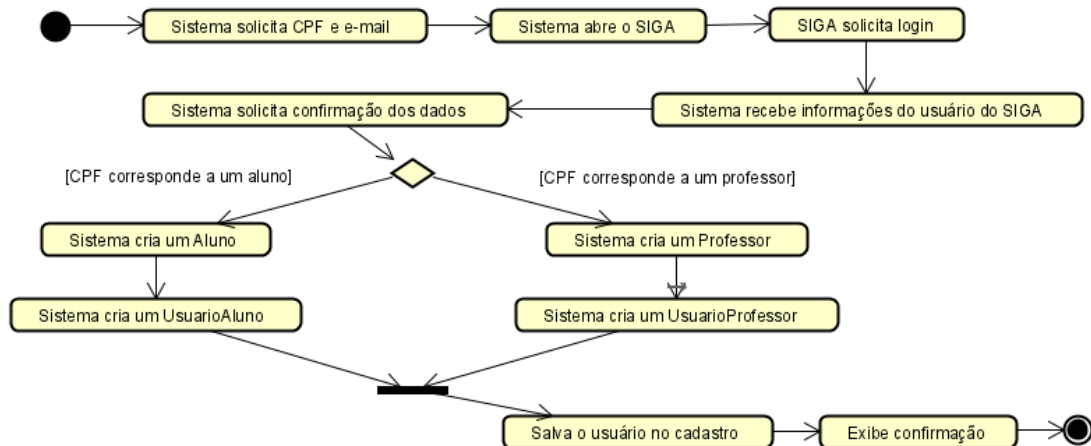 Sistema solicita CPF e e-mail
Sistema abre o SIGA
SIGA solicita login
Sistema solicita confirmação dos dados
Sistema recebe informações do usuário do SIGA
[CPF corresponde a um aluno]
[CPF corresponde a um professor]
Sistema cria um Aluno
Sistema cria um Professor
Sistema cria um UsuarioAluno
Sistema cria um UsuarioProfessor
Salva o usuário no cadastro
Exibe confirmação